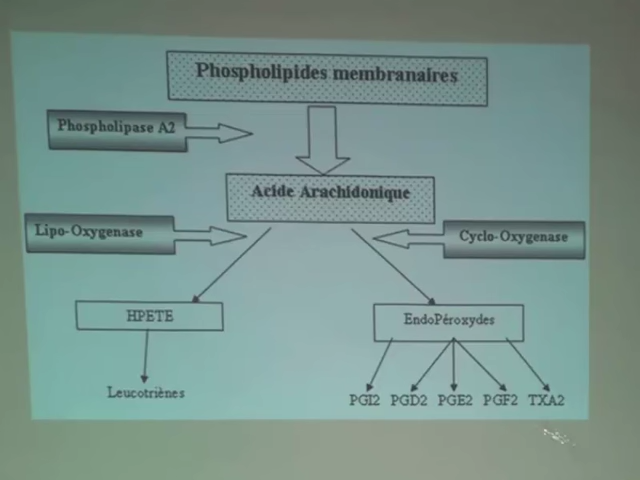 Phospholipides membranaires
Phospholipase A2
Acide Arachidonique
Lipo-Oxygenase
Cyclo-Oxygenase
HPETE
EndoPéroxydes
Leucotriènes
PGI2 PGD2 PGE2 PGF2 TXA2